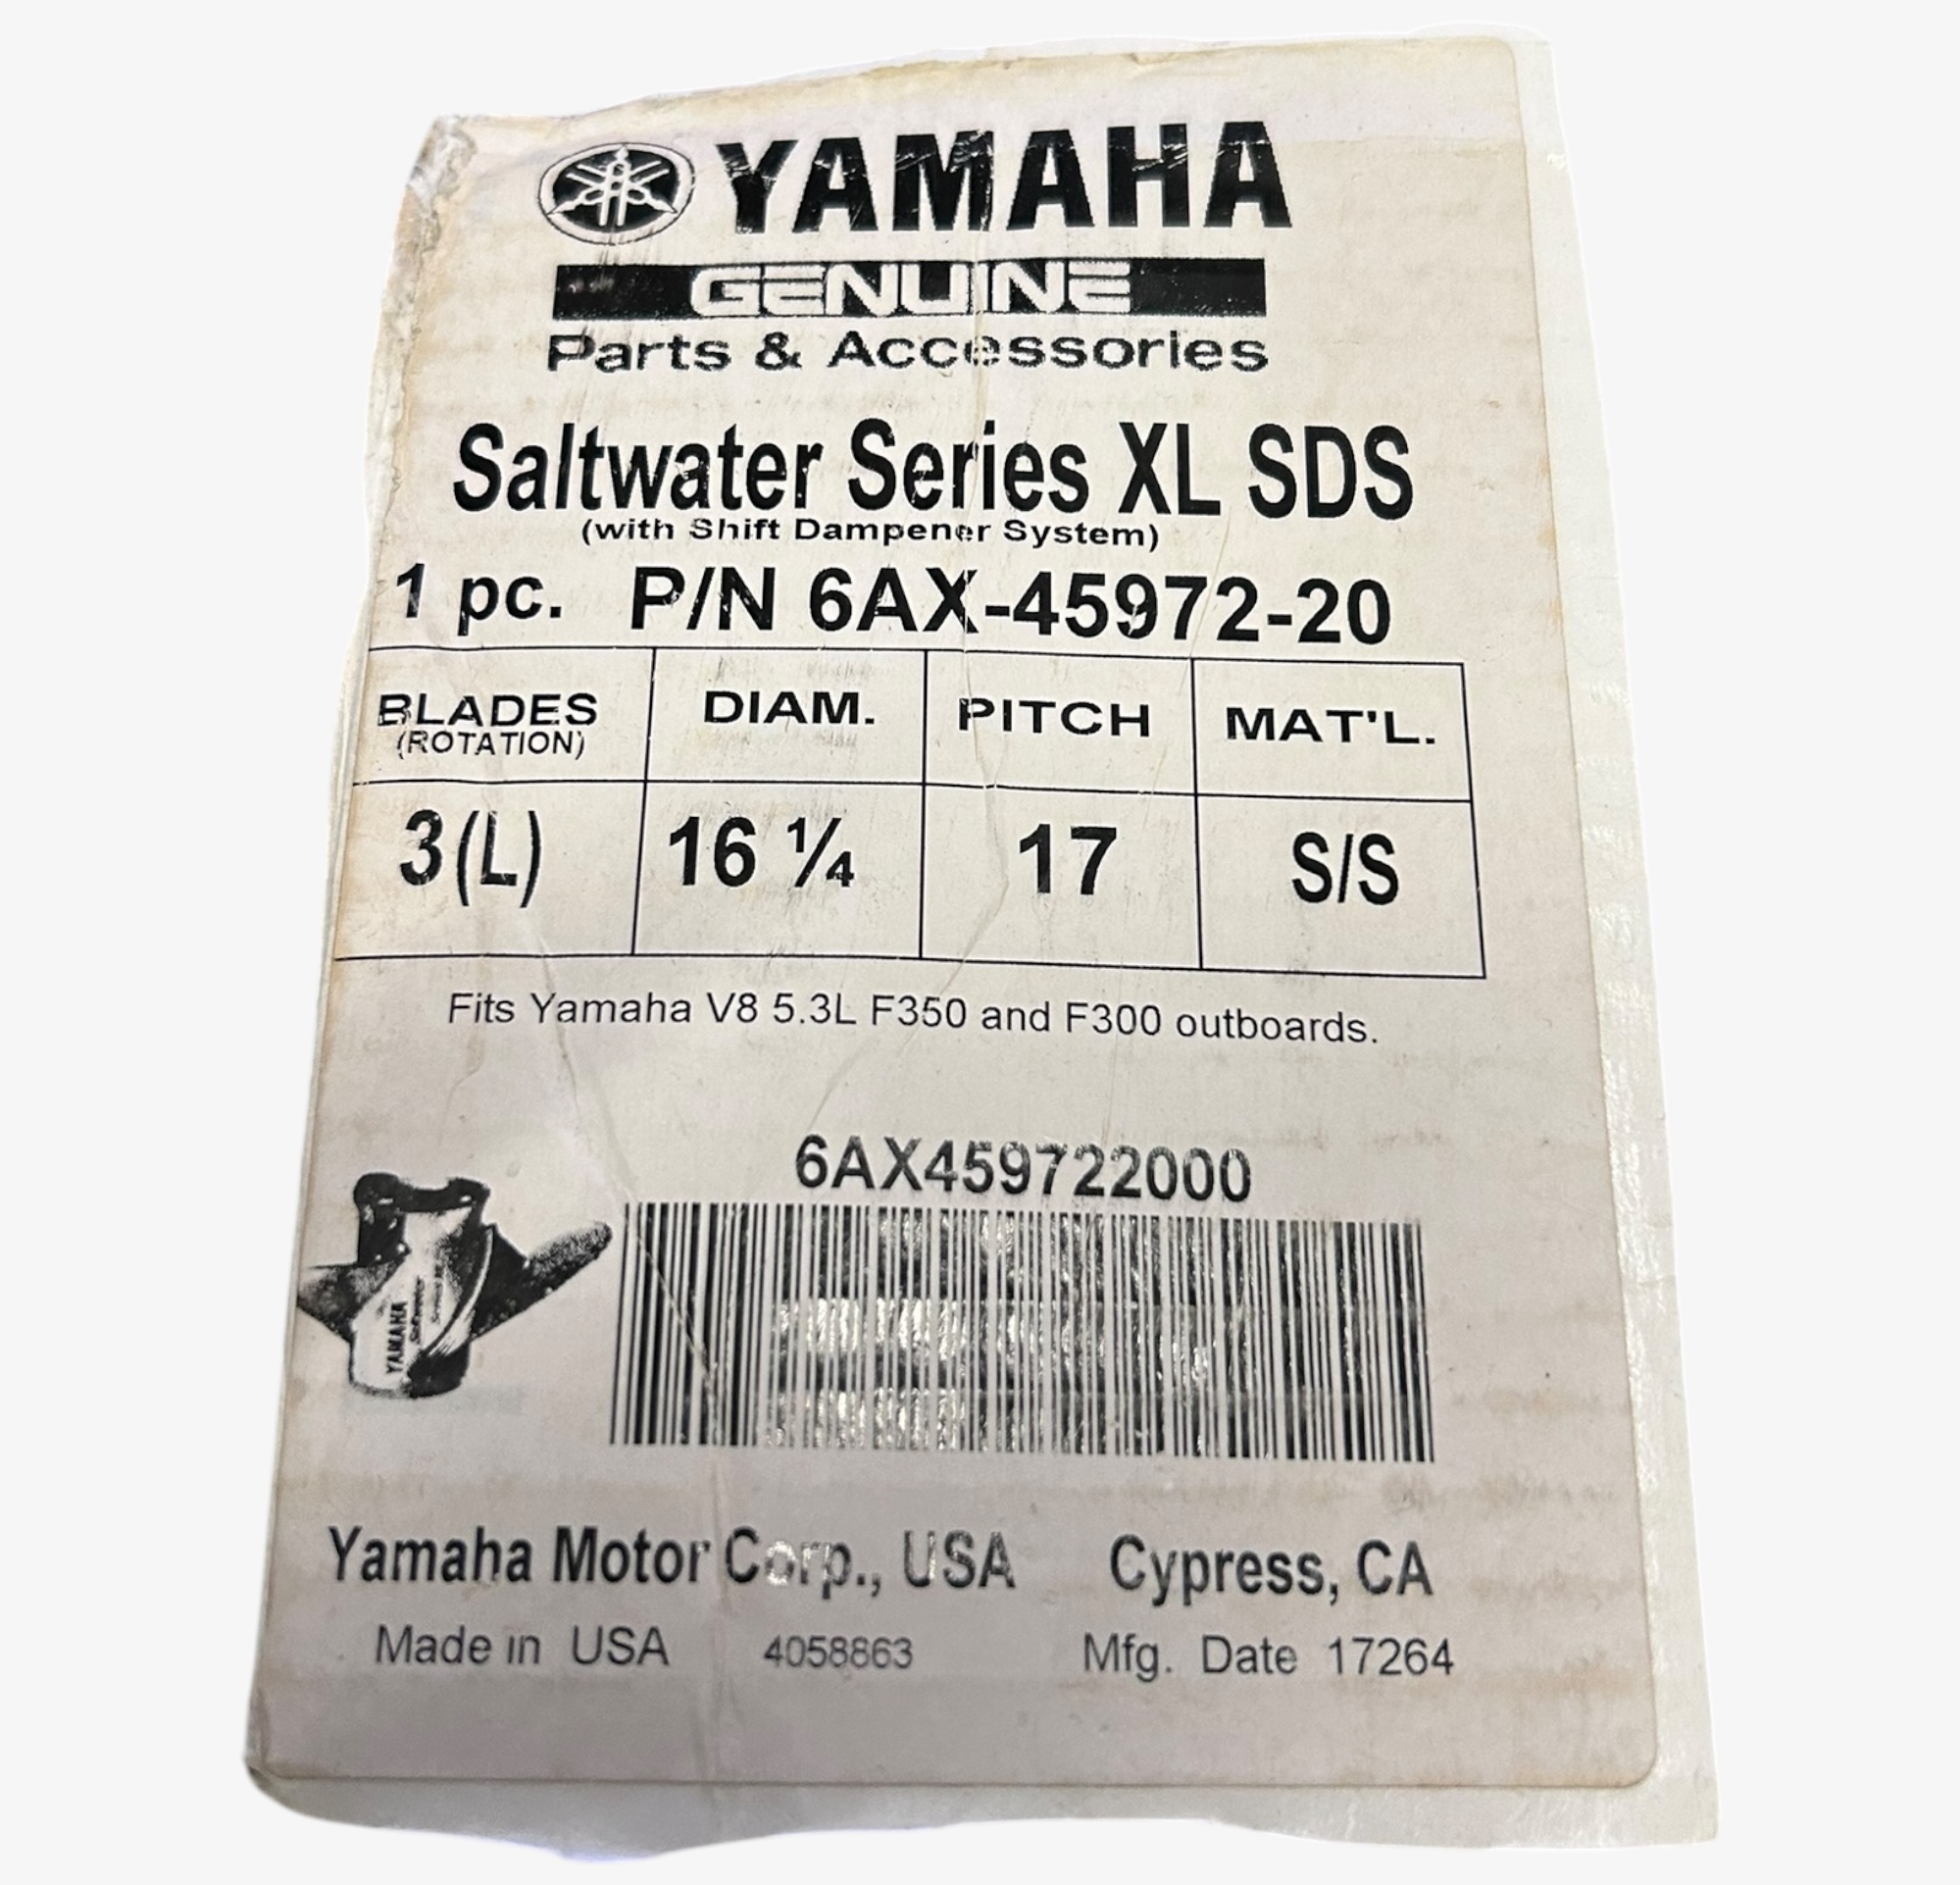 YAMAHA
GENUINE
Parts & Accessories
Saltwater Series XL SDS
(with Shift Dampener System)
1 pc. P/N 6AX-45972-20
BLADES DIAM. PITCH MAT'L.
(ROTATION)
3(L) 16 ¼ 17 S/S
Fits Yamaha V8 5.3L F350 and F300 outboards.
6AX459722000
YAMAHA
Yamaha Motor Corp., USA Cypress, CA
Made in USA 4058863 Mfg. Date 17264